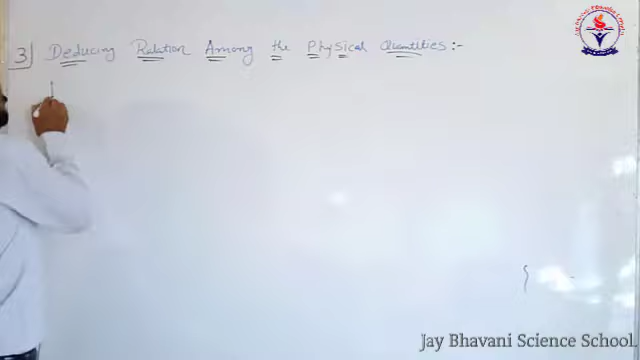 3] Deducing Relation Among the Physical Quantities :-
Jay Bhavani Science School.